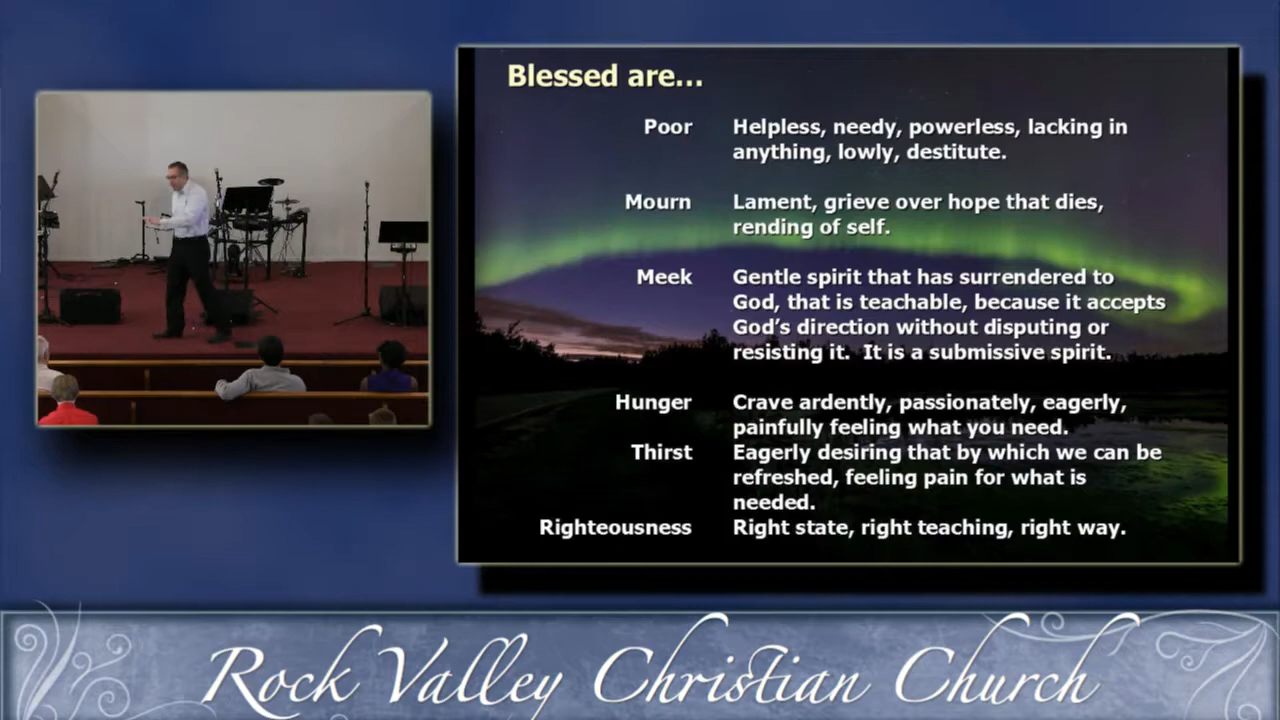 Blessed are...
Poor Helpless, needy, powerless, lacking in
anything, lowly, destitute.
Mourn Lament, grieve over hope that dies,
rending of self.
Meek Gentle spirit that has surrendered to
God, that is teachable, because it accepts
God's direction without disputing or
resisting it.  It is a submissive spirit.
Hunger Crave ardently, passionately, eagerly,
painfully feeling what you need.
Thirst Eagerly desiring that by which we can be
refreshed, feeling pain for what is
needed.
Righteousness Right state, right teaching, right way.
Rock Valley Christian Church